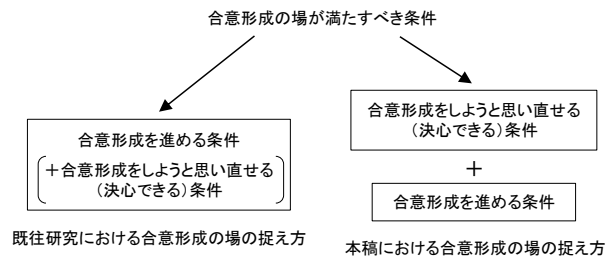 合意形成の場が満たすべき条件
合意形成を進める条件
＋合意形成をしようと思い直せる
（決心できる）条件
既往研究における合意形成の場の捉え方
合意形成をしようと思い直せる
（決心できる）条件
＋
合意形成を進める条件
本稿における合意形成の場の捉え方